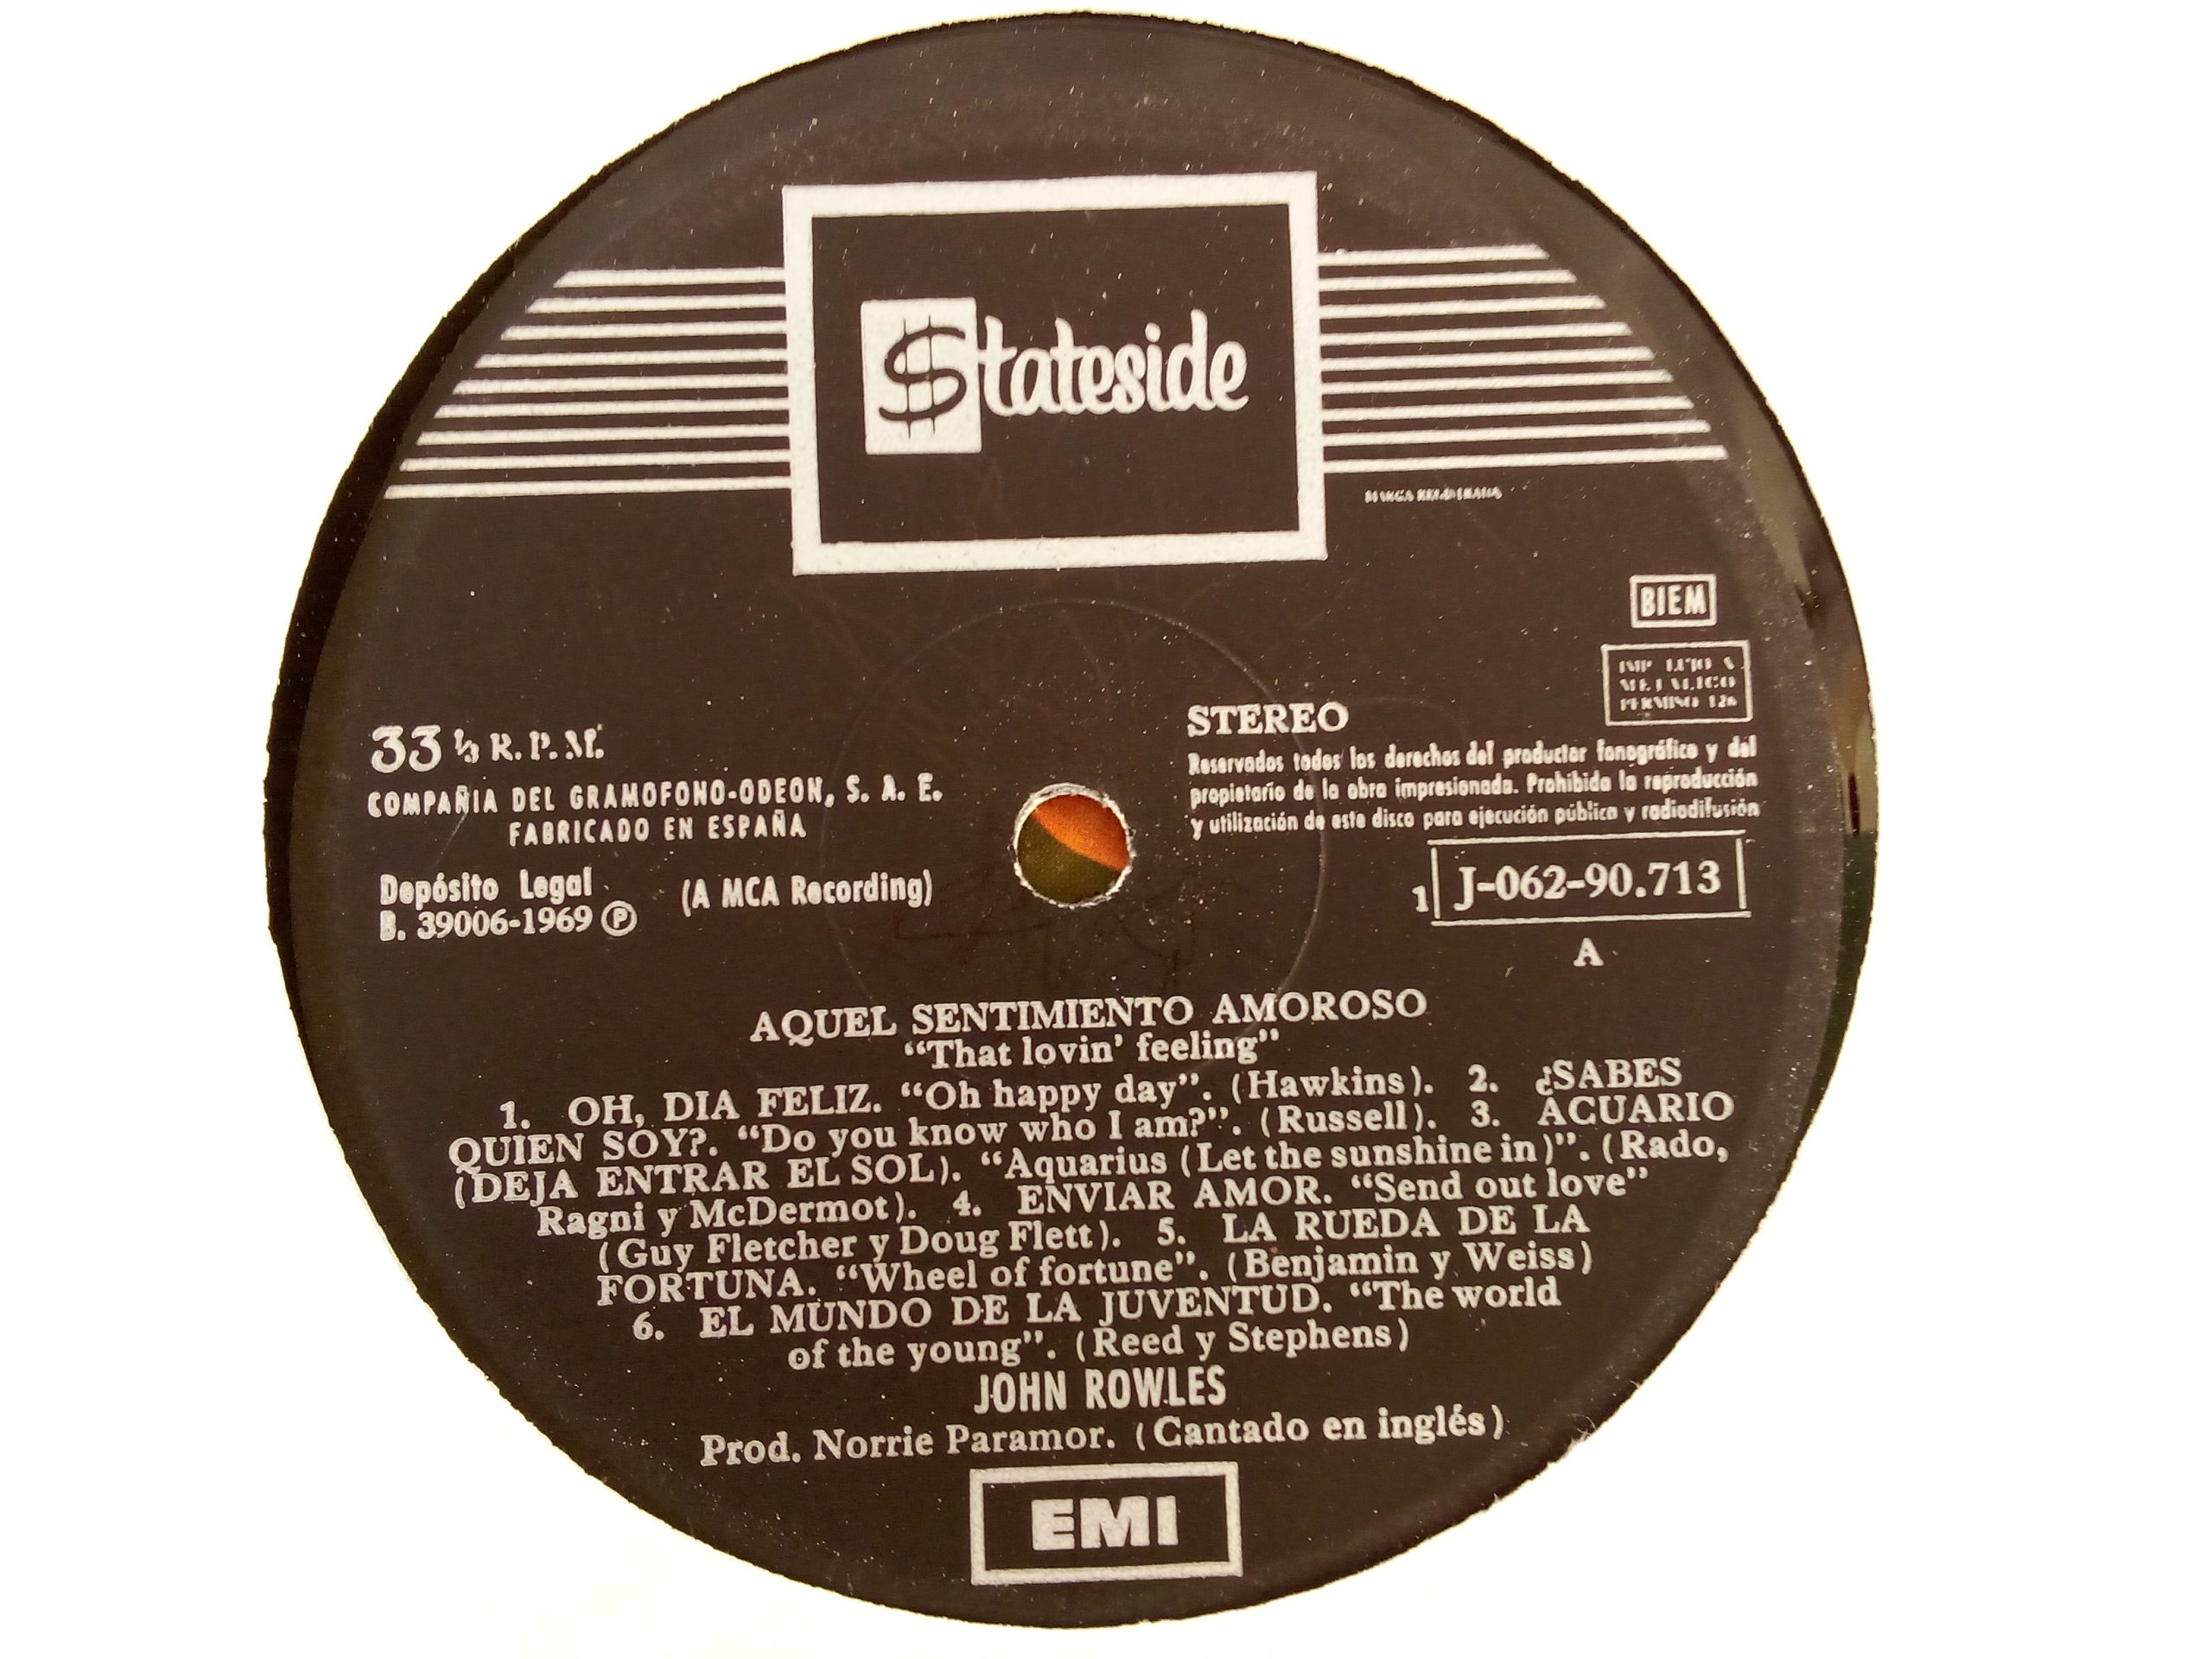 Stateside
MARCA REGISTRADA
BIEM
IMPUESTO A
METALICO
PERMISO 126
33 ⅓ R. P. M.
COMPAÑIA DEL GRAMOFONO-ODEON, S. A. E.
FABRICADO EN ESPAÑA
Depósito Legal
B. 39006-1969 Ⓟ
(A MCA Recording)
STEREO
Reservados todos los derechos del productor fonográfico y del
propietario de la obra impresionada. Prohibida la reproducción
y utilización de este disco para ejecución pública y radiodifusión
1 J-062-90.713
A
AQUEL SENTIMIENTO AMOROSO
“That lovin’ feeling”
1. OH, DIA FELIZ. “Oh happy day”. (Hawkins). 2. ¿SABES
QUIEN SOY?. “Do you know who I am?”. (Russell). 3. ACUARIO
(DEJA ENTRAR EL SOL). “Aquarius (Let the sunshine in)”. (Rado,
Ragni y McDermot). 4. ENVIAR AMOR. “Send out love”
(Guy Fletcher y Doug Flett). 5. LA RUEDA DE LA
FORTUNA. “Wheel of fortune”. (Benjamin y Weiss)
6. EL MUNDO DE LA JUVENTUD. “The world
of the young”. (Reed y Stephens)
JOHN ROWLES
Prod. Norrie Paramor. (Cantado en inglés)
EMI